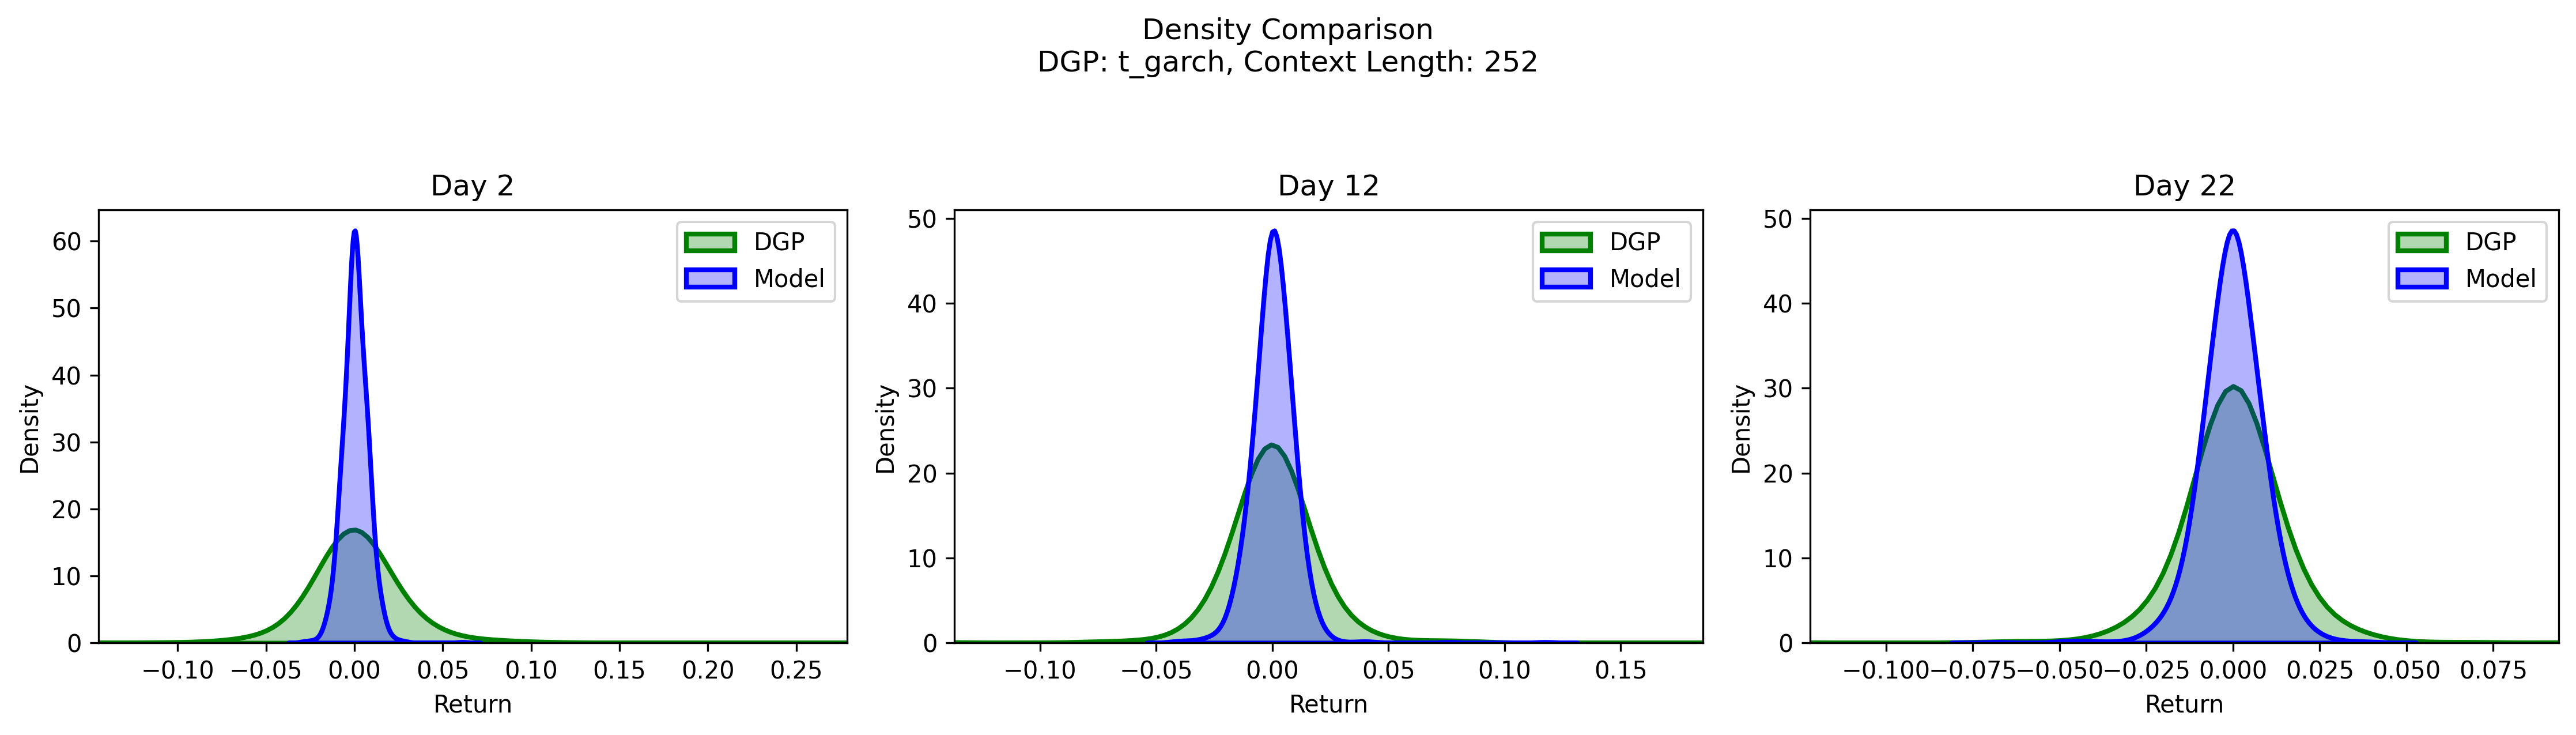 Density Comparison
DGP: t_garch, Context Length: 252
Day 2
60
50
40
30
20
10
0
Density
−0.10 −0.05 0.00 0.05 0.10 0.15 0.20 0.25
Return
DGP
Model
Day 12
50
40
30
20
10
0
Density
−0.10 −0.05 0.00 0.05 0.10 0.15
Return
DGP
Model
Day 22
50
40
30
20
10
0
Density
−0.100 −0.075 −0.050 −0.025 0.000 0.025 0.050 0.075
Return
DGP
Model